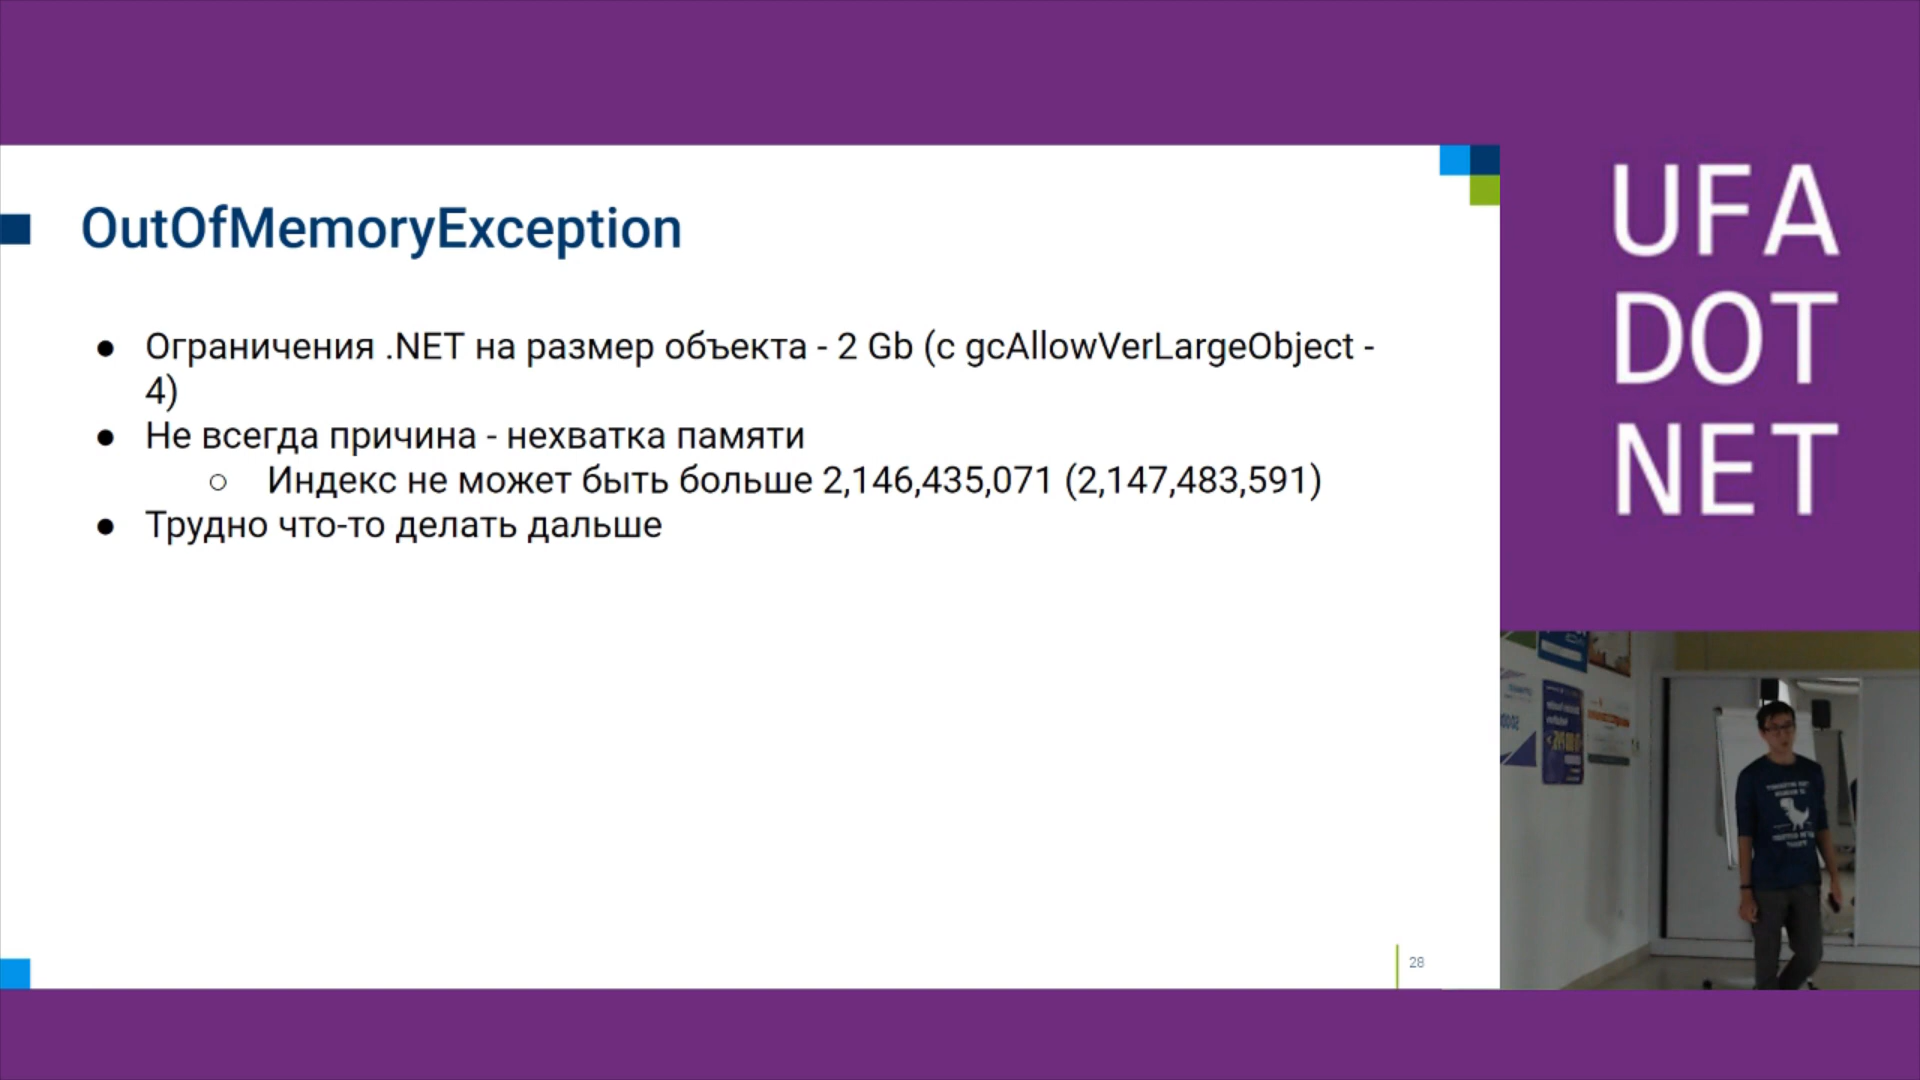 OutOfMemoryException
● Ограничения .NET на размер объекта - 2 Gb (с gcAllowVerLargeObject -
4)
● Не всегда причина - нехватка памяти
○ Индекс не может быть больше 2,146,435,071 (2,147,483,591)
● Трудно что-то делать дальше
28
UFA
DOT
NET